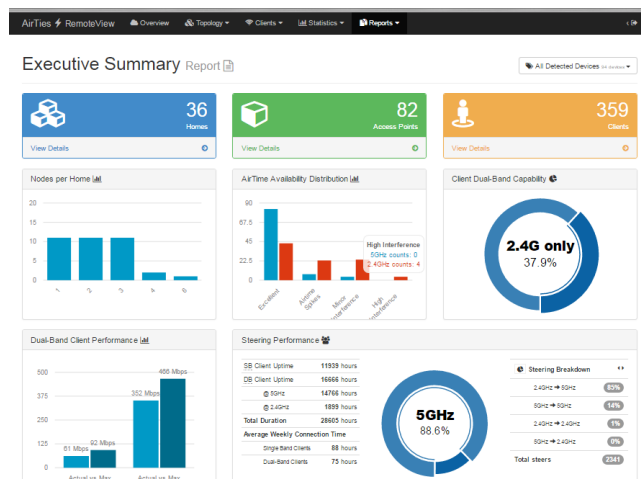 AirTies RemoteView Overview Topology Clients Statistics Reports
Executive Summary Report
All Detected Devices
36
Homes
View Details
82
Access Points
View Details
359
Clients
View Details
Nodes per Home
20
15
10
5
0
1 2 3 4
AirTime Availability Distribution
90
67.5
45
22.5
0
Excellent
Airtime Spikes
Minor Interference
High Interference
High Interference
5GHz counts: 0
2.4GHz counts: 4
Client Dual-Band Capability
2.4G only
37.9%
Dual-Band Client Performance
500
375
250
125
0
61 Mbps
92 Mbps
352 Mbps
466 Mbps
Actual vs. Max
Actual vs. Max
Steering Performance
SB Client Uptime 11939 hours
DB Client Uptime 16666 hours
@ 5GHz 14766 hours
@ 2.4GHz 1899 hours
Total Duration 28605 hours
Average Weekly Connection Time
Single Band Clients 88 hours
Dual-Band Clients 75 hours
5GHz
88.6%
Steering Breakdown
2.4GHz ➔ 5GHz 85%
5GHz ➔ 5GHz 14%
2.4GHz ➔ 2.4GHz 1%
5GHz ➔ 2.4GHz 0%
Total steers 2341